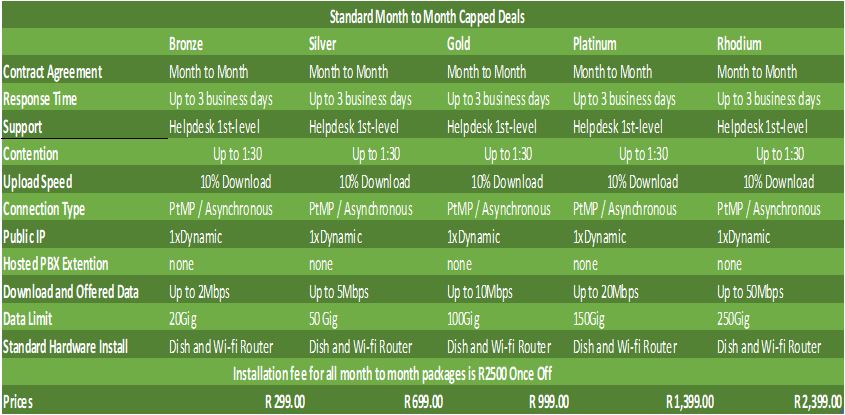 Standard Month to Month Capped Deals
Bronze Silver Gold Platinum Rhodium
Contract Agreement Month to Month Month to Month Month to Month Month to Month Month to Month
Response Time Up to 3 business days Up to 3 business days Up to 3 business days Up to 3 business days Up to 3 business days
Support Helpdesk 1st-level Helpdesk 1st-level Helpdesk 1st-level Helpdesk 1st-level Helpdesk 1st-level
Contention Up to 1:30 Up to 1:30 Up to 1:30 Up to 1:30 Up to 1:30
Upload Speed 10% Download 10% Download 10% Download 10% Download 10% Download
Connection Type PtMP / Asynchronous PtMP / Asynchronous PtMP / Asynchronous PtMP / Asynchronous PtMP / Asynchronous
Public IP 1xDynamic 1xDynamic 1xDynamic 1xDynamic 1xDynamic
Hosted PBX Extention none none none none none
Download and Offered Data Up to 2Mbps Up to 5Mbps Up to 10Mbps Up to 20Mbps Up to 50Mbps
Data Limit 20Gig 50 Gig 100Gig 150Gig 250Gig
Standard Hardware Install Dish and Wi-fi Router Dish and Wi-fi Router Dish and Wi-fi Router Dish and Wi-fi Router Dish and Wi-fi Router
Installation fee for all month to month packages is R2500 Once Off
Prices R 299.00 R 699.00 R 999.00 R 1,399.00 R 2,399.00